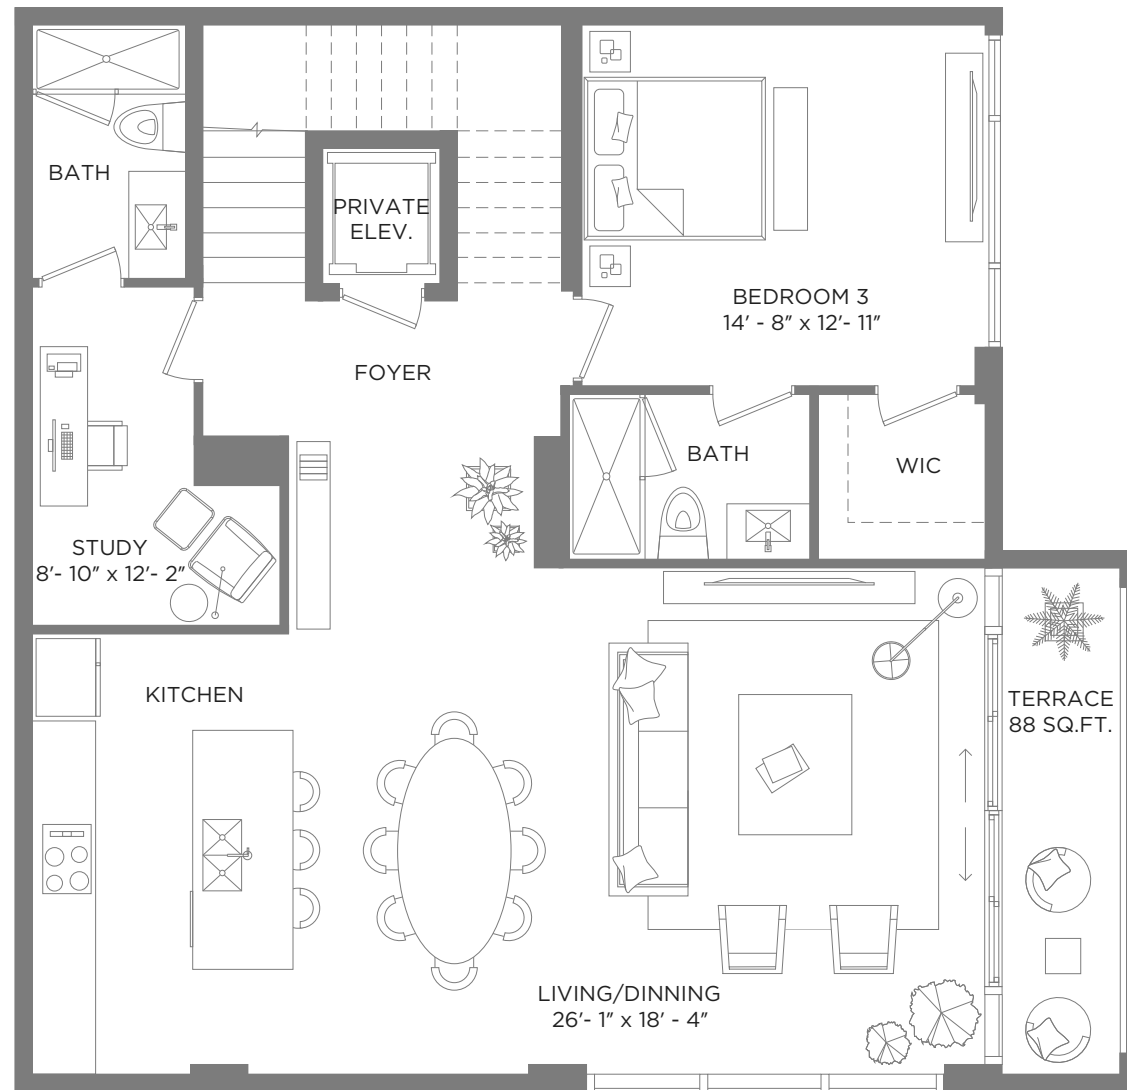 BATH
PRIVATE
ELEV.
BEDROOM 3
14' - 8" x 12'- 11"
FOYER
BATH
WIC
STUDY
8'- 10" x 12'- 2"
KITCHEN
TERRACE
88 SQ.FT.
LIVING/DINNING
26'- 1" x 18' - 4"